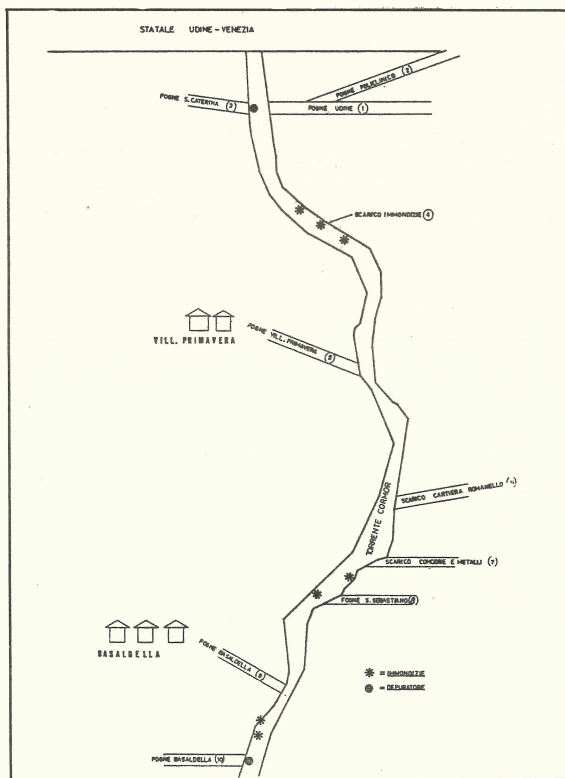 STATALE UDINE-VENEZIA
FOGNE POLICLINICO (2)
FOGNE S. CATERINA (3)
FOGNE UDINE (1)
SCARICO IMMONDIZIE (4)
VILL. PRIMAVERA
FOGNE VILL. PRIMAVERA (5)
TORRENTE CORMOR
SCARICO CARTIERA ROMANELLO
SCARICO CONCERIE E METALLI (7)
FOGNE S. SEBASTIANO (8)
BASALDELLA
FOGNE BASALDELLA (9)
= IMMONDIZIE
= DEPURATORE
FOGNE BASALDELLA (10)